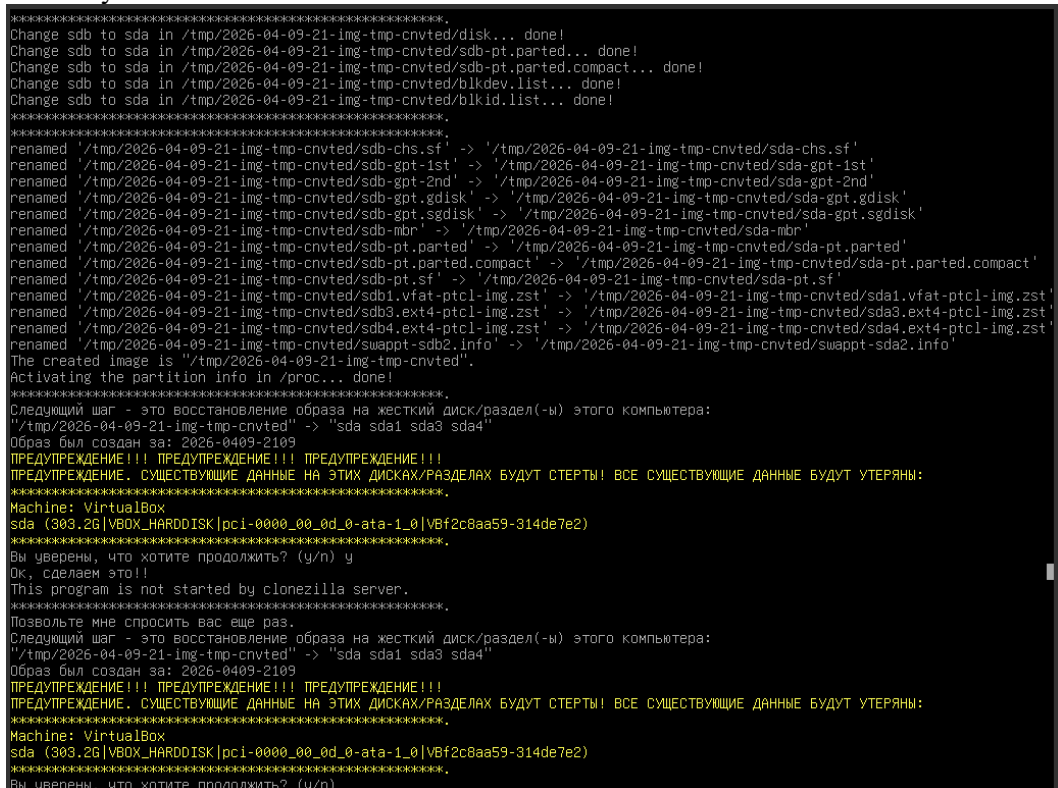 ******************************************************.
Change sdb to sda in /tmp/2026-04-09-21-img-tmp-cnvted/disk... done!
Change sdb to sda in /tmp/2026-04-09-21-img-tmp-cnvted/sdb-pt.parted... done!
Change sdb to sda in /tmp/2026-04-09-21-img-tmp-cnvted/sdb-pt.parted.compact... done!
Change sdb to sda in /tmp/2026-04-09-21-img-tmp-cnvted/blkdev.list... done!
Change sdb to sda in /tmp/2026-04-09-21-img-tmp-cnvted/blkid.list... done!
******************************************************.
******************************************************.
renamed '/tmp/2026-04-09-21-img-tmp-cnvted/sdb-chs.sf' -> '/tmp/2026-04-09-21-img-tmp-cnvted/sda-chs.sf'
renamed '/tmp/2026-04-09-21-img-tmp-cnvted/sdb-gpt-1st' -> '/tmp/2026-04-09-21-img-tmp-cnvted/sda-gpt-1st'
renamed '/tmp/2026-04-09-21-img-tmp-cnvted/sdb-gpt-2nd' -> '/tmp/2026-04-09-21-img-tmp-cnvted/sda-gpt-2nd'
renamed '/tmp/2026-04-09-21-img-tmp-cnvted/sdb-gpt.gdisk' -> '/tmp/2026-04-09-21-img-tmp-cnvted/sda-gpt.gdisk'
renamed '/tmp/2026-04-09-21-img-tmp-cnvted/sdb-gpt.sgdisk' -> '/tmp/2026-04-09-21-img-tmp-cnvted/sda-gpt.sgdisk'
renamed '/tmp/2026-04-09-21-img-tmp-cnvted/sdb-mbr' -> '/tmp/2026-04-09-21-img-tmp-cnvted/sda-mbr'
renamed '/tmp/2026-04-09-21-img-tmp-cnvted/sdb-pt.parted' -> '/tmp/2026-04-09-21-img-tmp-cnvted/sda-pt.parted'
renamed '/tmp/2026-04-09-21-img-tmp-cnvted/sdb-pt.parted.compact' -> '/tmp/2026-04-09-21-img-tmp-cnvted/sda-pt.parted.compact'
renamed '/tmp/2026-04-09-21-img-tmp-cnvted/sdb-pt.sf' -> '/tmp/2026-04-09-21-img-tmp-cnvted/sda-pt.sf'
renamed '/tmp/2026-04-09-21-img-tmp-cnvted/sdb1.vfat-ptcl-img.zst' -> '/tmp/2026-04-09-21-img-tmp-cnvted/sda1.vfat-ptcl-img.zst'
renamed '/tmp/2026-04-09-21-img-tmp-cnvted/sdb3.ext4-ptcl-img.zst' -> '/tmp/2026-04-09-21-img-tmp-cnvted/sda3.ext4-ptcl-img.zst'
renamed '/tmp/2026-04-09-21-img-tmp-cnvted/sdb4.ext4-ptcl-img.zst' -> '/tmp/2026-04-09-21-img-tmp-cnvted/sda4.ext4-ptcl-img.zst'
renamed '/tmp/2026-04-09-21-img-tmp-cnvted/swappt-sdb2.info' -> '/tmp/2026-04-09-21-img-tmp-cnvted/swappt-sda2.info'
The created image is "/tmp/2026-04-09-21-img-tmp-cnvted".
Activating the partition info in /proc... done!
******************************************************.
Следующий шаг - это восстановление образа на жесткий диск/раздел(-ы) этого компьютера:
"/tmp/2026-04-09-21-img-tmp-cnvted" -> "sda sda1 sda3 sda4"
Образ был создан за: 2026-0409-2109
ПРЕДУПРЕЖДЕНИЕ!!! ПРЕДУПРЕЖДЕНИЕ!!! ПРЕДУПРЕЖДЕНИЕ!!!
ПРЕДУПРЕЖДЕНИЕ. СУЩЕСТВУЮЩИЕ ДАННЫЕ НА ЭТИХ ДИСКАХ/РАЗДЕЛАХ БУДУТ СТЕРТЫ! ВСЕ СУЩЕСТВУЮЩИЕ ДАННЫЕ БУДУТ УТЕРЯНЫ:
******************************************************.
Machine: VirtualBox
sda (303.2G|VBOX_HARDDISK|pci-0000_00_0d_0-ata-1_0|VBf2c8aa59-314de7e2)
******************************************************.
Вы уверены, что хотите продолжить? (y/n) y
Ок, сделаем это!!
This program is not started by clonezilla server.
******************************************************.
Позвольте мне спросить вас еще раз.
Следующий шаг - это восстановление образа на жесткий диск/раздел(-ы) этого компьютера:
"/tmp/2026-04-09-21-img-tmp-cnvted" -> "sda sda1 sda3 sda4"
Образ был создан за: 2026-0409-2109
ПРЕДУПРЕЖДЕНИЕ!!! ПРЕДУПРЕЖДЕНИЕ!!! ПРЕДУПРЕЖДЕНИЕ!!!
ПРЕДУПРЕЖДЕНИЕ. СУЩЕСТВУЮЩИЕ ДАННЫЕ НА ЭТИХ ДИСКАХ/РАЗДЕЛАХ БУДУТ СТЕРТЫ! ВСЕ СУЩЕСТВУЮЩИЕ ДАННЫЕ БУДУТ УТЕРЯНЫ:
******************************************************.
Machine: VirtualBox
sda (303.2G|VBOX_HARDDISK|pci-0000_00_0d_0-ata-1_0|VBf2c8aa59-314de7e2)
******************************************************.
Вы уверены, что хотите продолжить? (y/n)